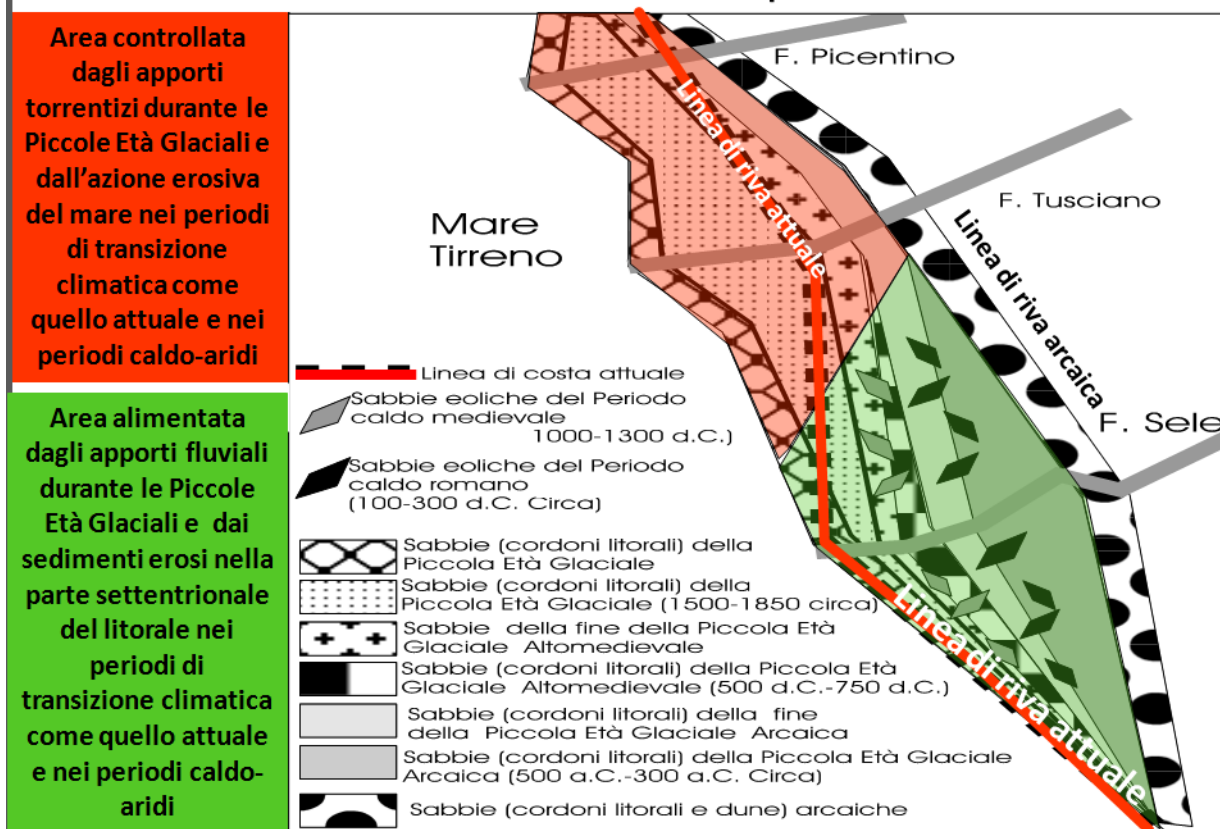 Area controllata
dagli apporti
torrentizi durante le
Piccole Età Glaciali e
dall'azione erosiva
del mare nei periodi
di transizione
climatica come
quello attuale e nei
periodi caldo-aridi
Area alimentata
dagli apporti fluviali
durante le Piccole
Età Glaciali e dai
sedimenti erosi nella
parte settentrionale
del litorale nei
periodi di
transizione climatica
come quello attuale
e nei periodi caldo-
aridi
F. Picentino
Linea di riva attuale
F. Tusciano
Mare
Tirreno
Linea di riva arcaica
F. Sele
Linea di riva attuale
Linea di costa attuale
Sabbie eoliche del Periodo
caldo medievale
1000-1300 d.C.)
Sabbie eoliche del Periodo
caldo romano
(100-300 d.C. Circa)
Sabbie (cordoni litorali) della
Piccola Età Glaciale
Sabbie (cordoni litorali) della
Piccola Età Glaciale (1500-1850 circa)
Sabbie della fine della Piccola Età
Glaciale Altomedievale
Sabbie (cordoni litorali) della Piccola Età
Glaciale Altomedievale (500 d.C.-750 d.C.)
Sabbie (cordoni litorali) della fine
della Piccola Età Glaciale Arcaica
Sabbie (cordoni litorali) della Piccola Età Glaciale
Arcaica (500 a.C.-300 a.C. Circa)
Sabbie (cordoni litorali e dune) arcaiche